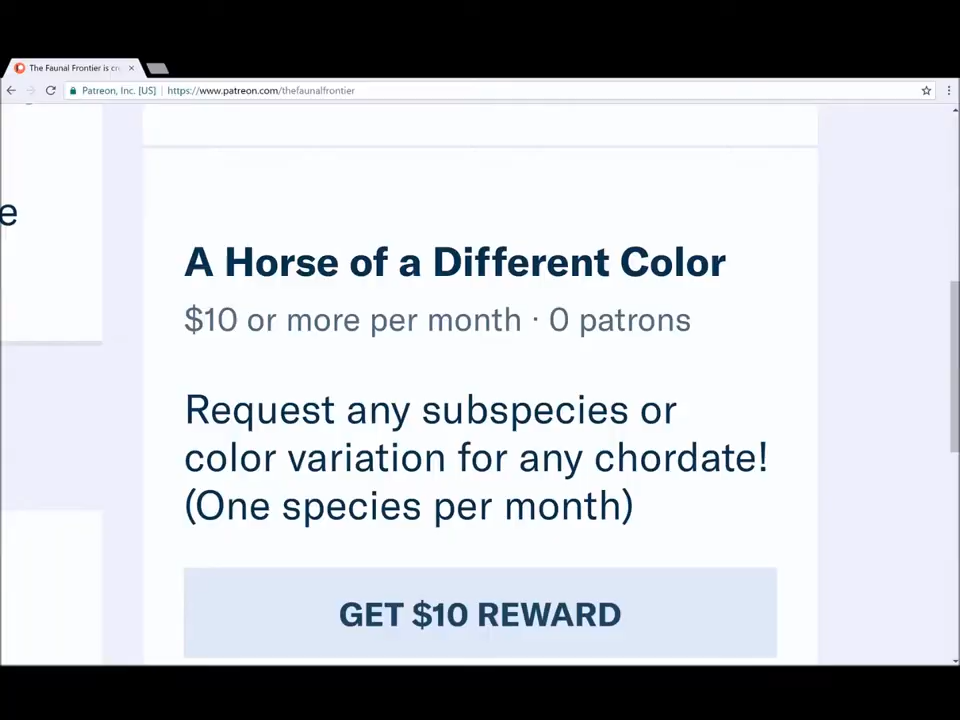 The Faunal Frontier is cr
Patreon, Inc. [US] | https://www.patreon.com/thefaunalfrontier
e
A Horse of a Different Color
$10 or more per month · 0 patrons
Request any subspecies or
color variation for any chordate!
(One species per month)
GET $10 REWARD